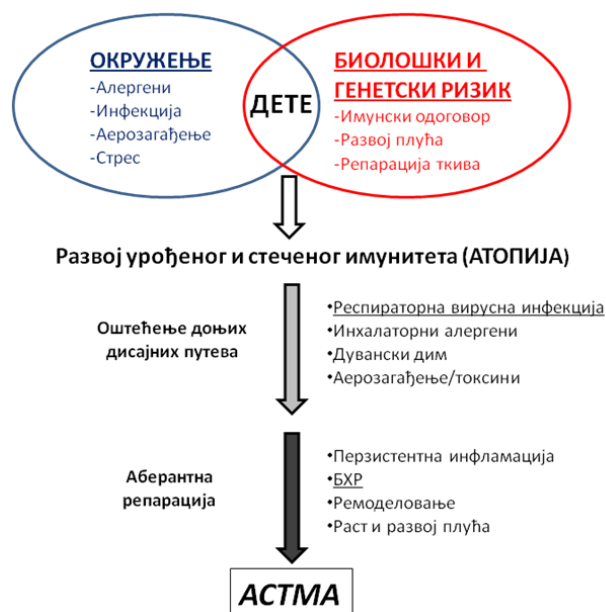 ОКРУЖЕЊЕ
-Алергени
-Инфекција
-Аерозагађење
-Стрес
ДЕТЕ
БИОЛОШКИ И
ГЕНЕТСКИ РИЗИК
-Имунски одоговор
-Развој плућа
-Репарација ткива
Развој урођеног и стеченог имунитета (АТОПИЈА)
Оштећење доњих
дисајних путева
•Респираторна вирусна инфекција
•Инхалаторни алергени
•Дувански дим
•Аерозагађење/токсини
Аберантна
репарација
•Перзистентна инфламација
•БХР
•Ремоделовање
•Раст и развој плућа
АСТМА